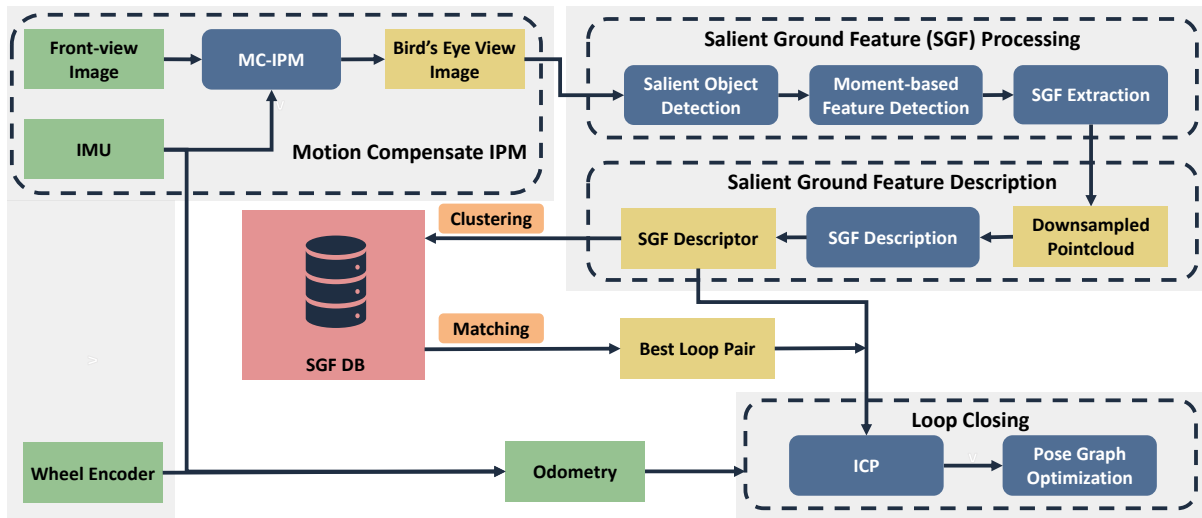 Front-view
Image
MC-IPM
Bird's Eye View
Image
IMU
Motion Compensate IPM
Salient Ground Feature (SGF) Processing
Salient Object
Detection
Moment-based
Feature Detection
SGF Extraction
Salient Ground Feature Description
SGF Descriptor
SGF Description
Downsampled
Pointcloud
Clustering
SGF DB
Matching
Best Loop Pair
Loop Closing
ICP
Pose Graph
Optimization
Wheel Encoder
Odometry